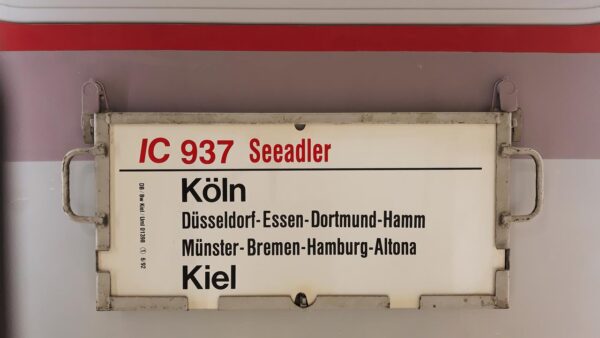 IC 937 Seeadler
Köln
Düsseldorf-Essen-Dortmund-Hamm
Münster-Bremen-Hamburg-Altona
Kiel